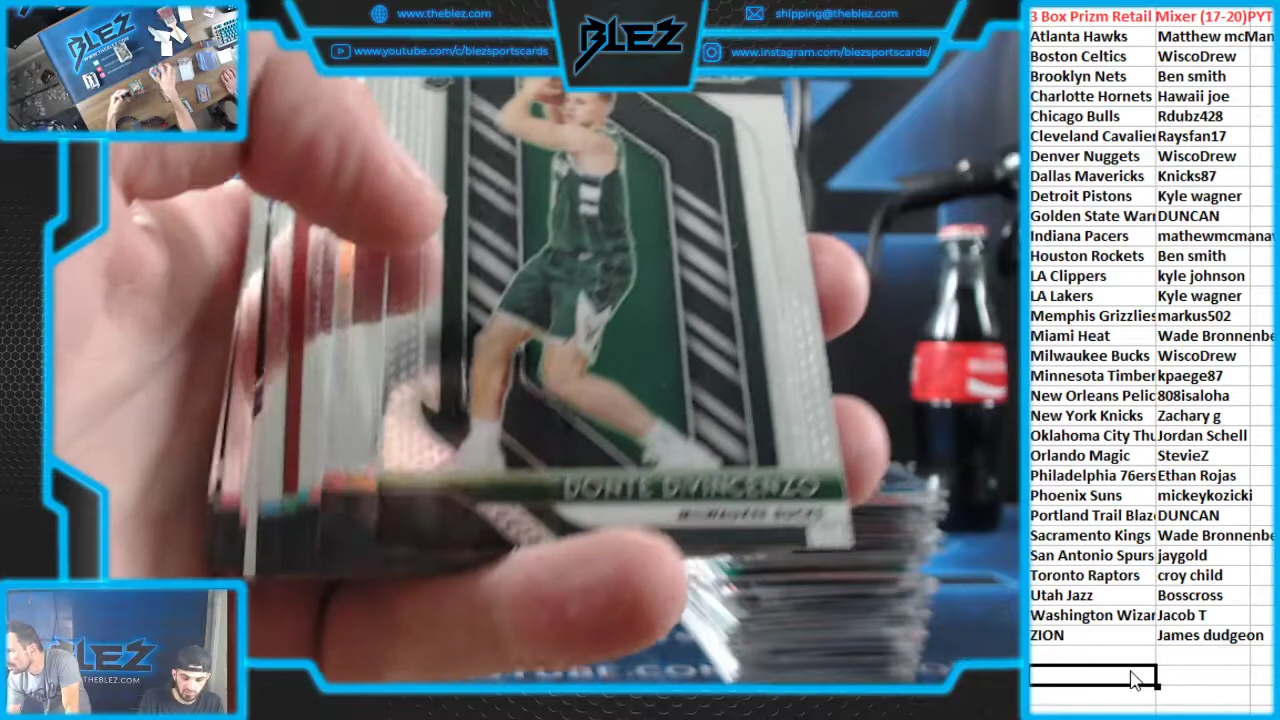 www.theblez.com
shipping@theblez.com
www.youtube.com/c/blezsportscards
BLEZ
www.instagram.com/blezsportscards/
DONTE DIVINCENZO
MILWAUKEE BUCKS
BLEZ
THEBLEZ.COM
3 Box Prizm Retail Mixer (17-20)PYT
Atlanta Hawks Matthew mcMan
Boston Celtics WiscoDrew
Brooklyn Nets Ben smith
Charlotte Hornets Hawaii joe
Chicago Bulls Rdubz428
Cleveland Cavalier Raysfan17
Denver Nuggets WiscoDrew
Dallas Mavericks Knicks87
Detroit Pistons Kyle wagner
Golden State Warr DUNCAN
Indiana Pacers mathewmcmana
Houston Rockets Ben smith
LA Clippers kyle johnson
LA Lakers Kyle wagner
Memphis Grizzlies markus502
Miami Heat Wade Bronnenbe
Milwaukee Bucks WiscoDrew
Minnesota Timber kpaege87
New Orleans Pelic 808isaloha
New York Knicks Zachary g
Oklahoma City Thu Jordan Schell
Orlando Magic StevieZ
Philadelphia 76ers Ethan Rojas
Phoenix Suns mickeykozicki
Portland Trail Blaz DUNCAN
Sacramento Kings Wade Bronnenbe
San Antonio Spurs jaygold
Toronto Raptors croy child
Utah Jazz Bosscross
Washington Wizar Jacob T
ZION James dudgeon